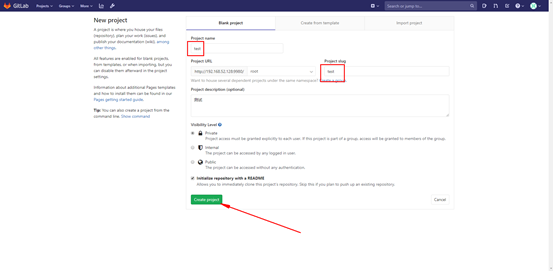 GitLab Projects Groups More Search or jump to...
New project
A project is where you house your files
(repository), plan your work (issues), and
publish your documentation (wiki), among
other things.
All features are enabled for blank projects,
from templates, or when importing, but you
can disable them afterward in the project
settings.
Information about additional Pages templates
and how to install them can be found in our
Pages getting started guide.
Tip: You can also create a project from the
command line. Show command
Blank project Create from template Import project
Project name
test
Project URL Project slug
http://192.168.52.128:9980/ root test
Want to house several dependent projects under the same namespace? Create a group.
Project description (optional)
Visibility Level
Private
Project access must be granted explicitly to each user. If this project is part of a group, access will be granted to members of the group.
Internal
The project can be accessed by any logged in user.
Public
The project can be accessed without any authentication.
Initialize repository with a README
Allows you to immediately clone this project's repository. Skip this if you plan to push up an existing repository.
Create project Cancel